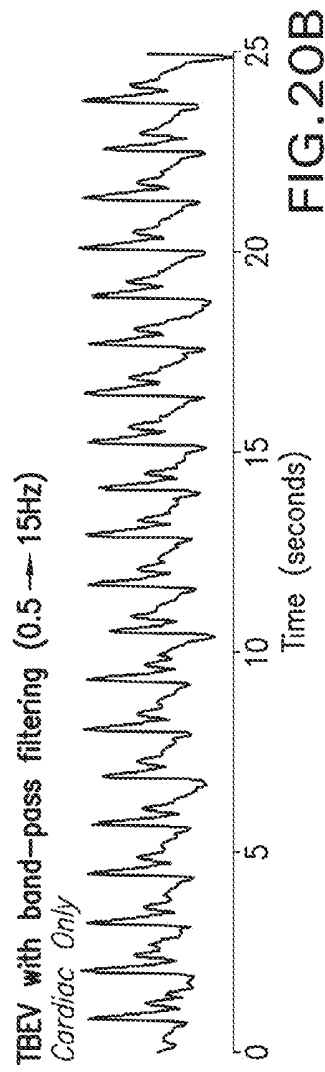 TBEV with band-pass filtering (0.5 → 15Hz)
Cardiac Only
0 5 10 15 20 25
Time (seconds)
FIG.20B